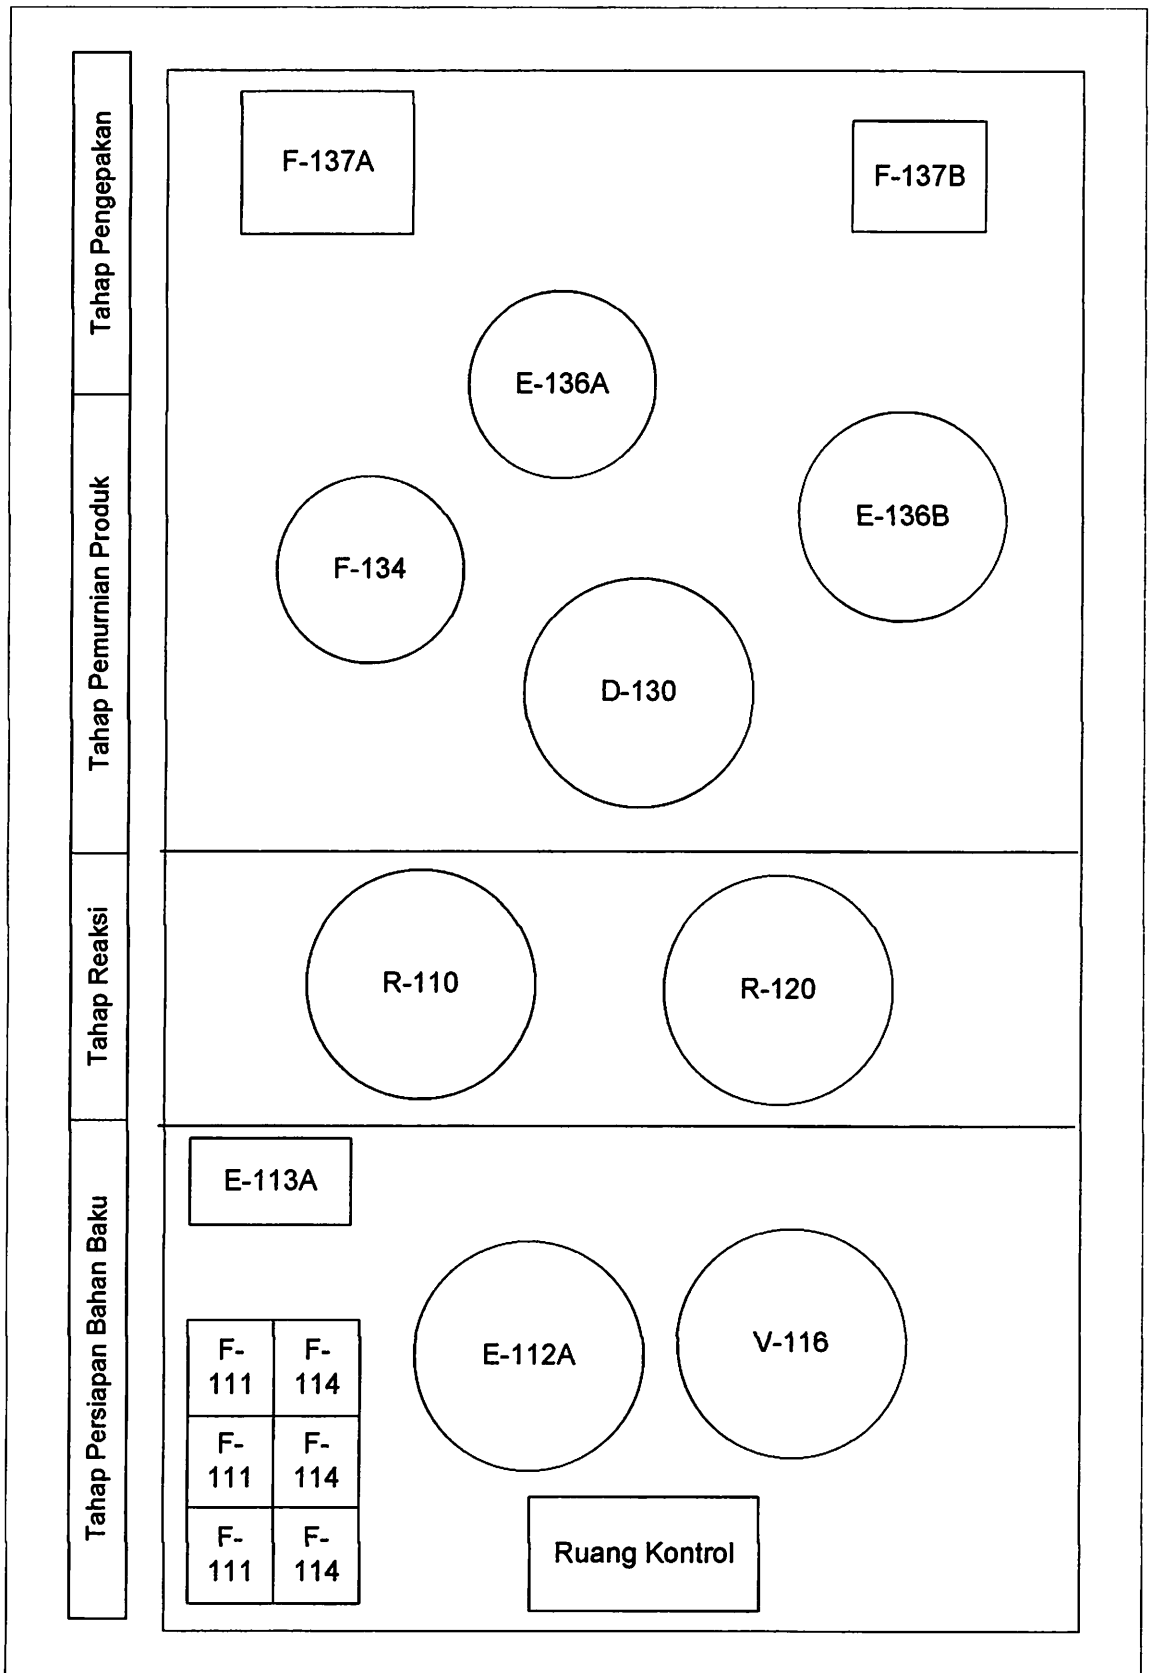 Tahap Pengepakan
F-137A
F-137B
E-136A
Tahap Pemurnian Produk
E-136B
F-134
D-130
Tahap Reaksi
R-110
R-120
Tahap Persiapan Bahan Baku
E-113A
E-112A
V-116
F-
111
F-
114
F-
111
F-
114
F-
111
F-
114
Ruang Kontrol